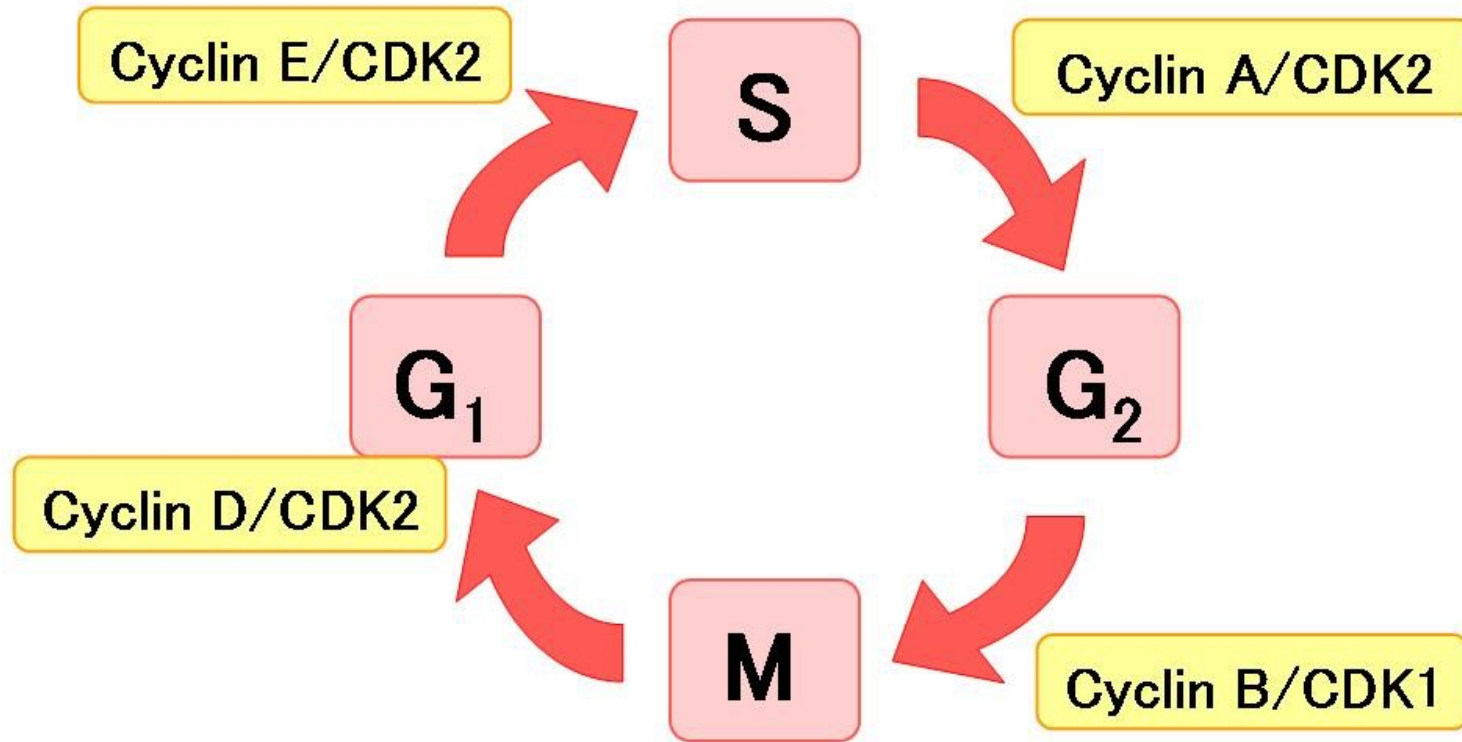 Cyclin E/CDK2
S
Cyclin A/CDK2
G₁
G₂
Cyclin D/CDK2
M
Cyclin B/CDK1